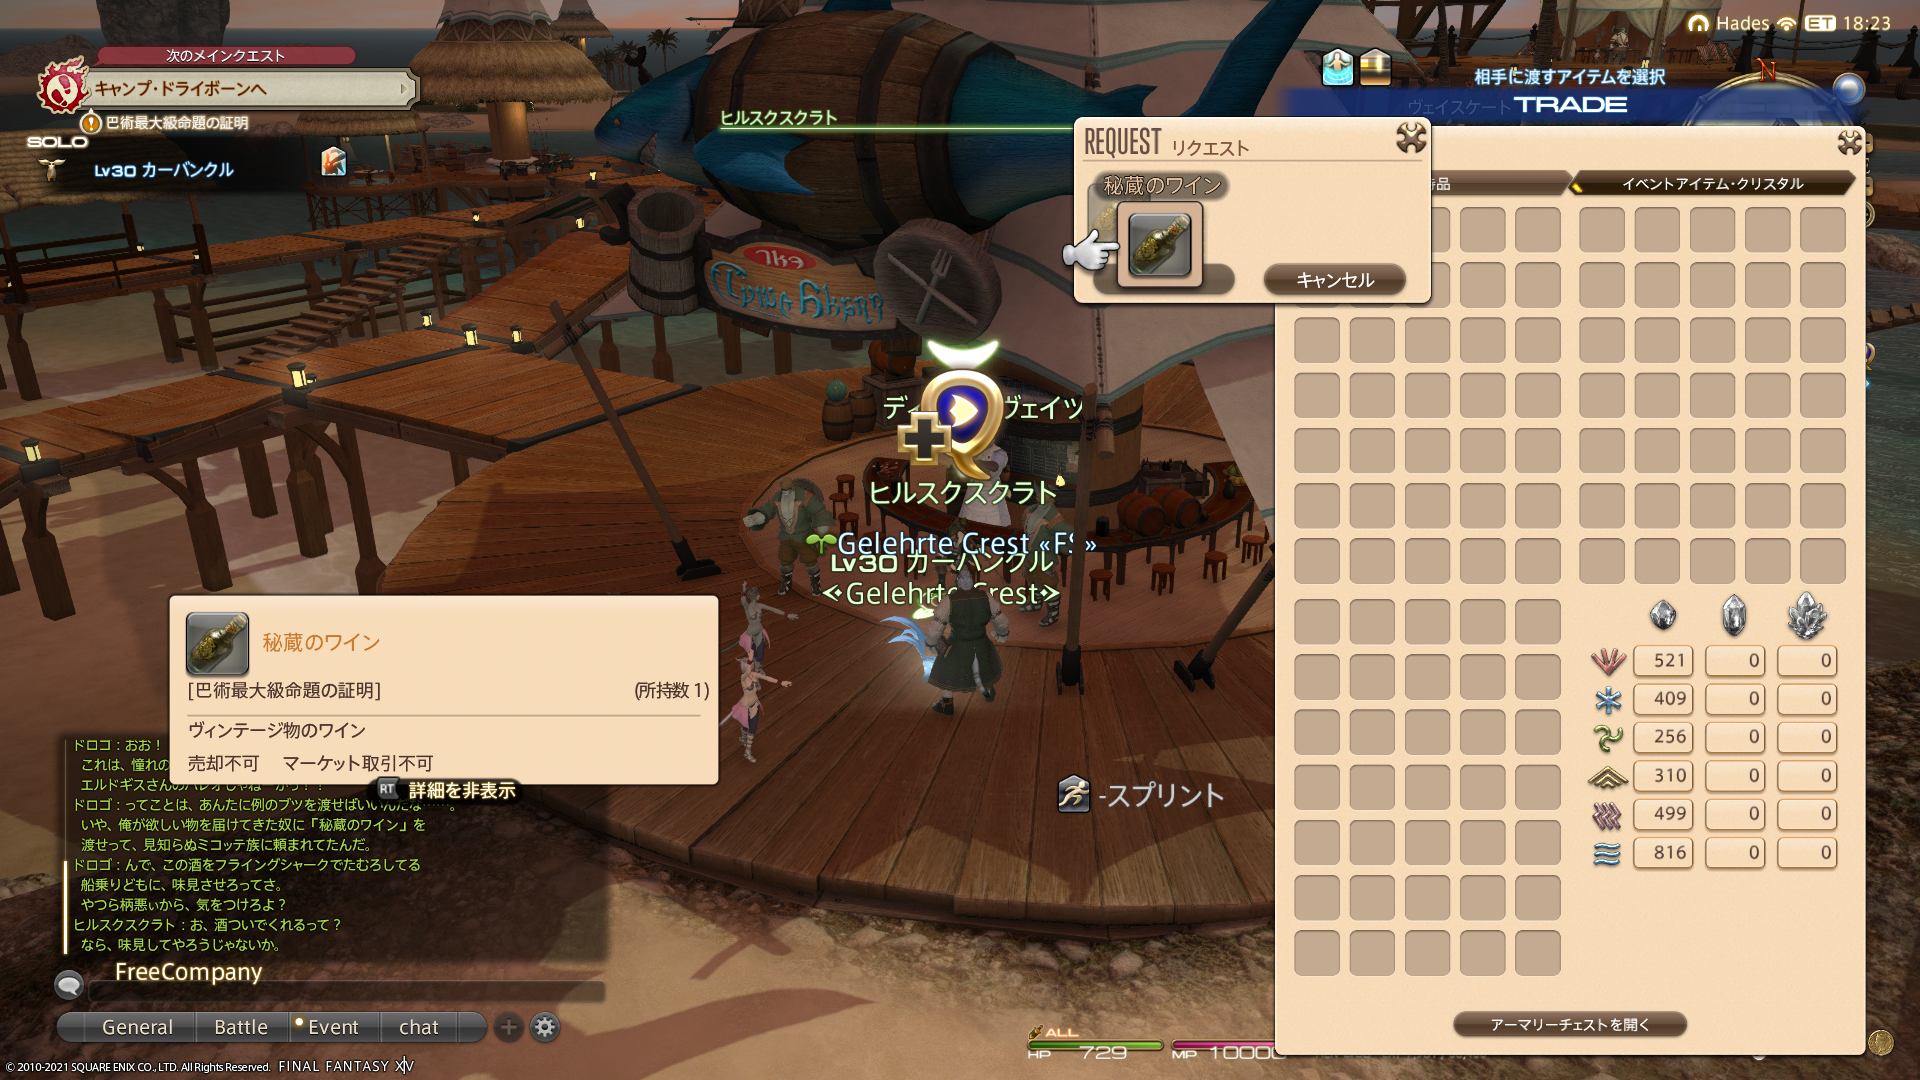 次のメインクエスト
キャンプ・ドライボーンへ
巴術最大級命題の証明
SOLO
Lv30 カーバンクル
ヒルスクスクラト
Hades ET 18:23
相手に渡すアイテムを選択
ヴェイスケート
TRADE
REQUEST リクエスト
秘蔵のワイン
キャンセル
イベントアイテム・クリスタル
N
The
ヴェイツ
ヒルスクスクラト
Gelehrte Crest «FS»
Lv30 カーバンクル
<Gelehrte Crest>
521 0 0
409 0 0
256 0 0
310 0 0
499 0 0
816 0 0
アーマリーチェストを開く
秘蔵のワイン
[巴術最大級命題の証明] (所持数 1)
ヴィンテージ物のワイン
売却不可 マーケット取引不可
RT 詳細を非表示
-スプリント
ドロゴ：おお！
これは、憧れの
エルドギスさんの
ドロゴ：ってことは、あんたに例のブツを渡せばいいんだな……。
いや、俺が欲しい物を届けてきた奴に「秘蔵のワイン」を
渡せって、見知らぬミコッテ族に頼まれてたんだ。
ドロゴ：んで、この酒をフライングシャークでたむろしてる
船乗りどもに、味見させろってさ。
やつら柄悪ぃから、気をつけろよ？
ヒルスクスクラト：お、酒ついでくれるって？
なら、味見してやろうじゃないか。
FreeCompany
General Battle Event chat
ALL
HP 729 MP 10000
© 2010-2021 SQUARE ENIX CO., LTD. All Rights Reserved. FINAL FANTASY XIV